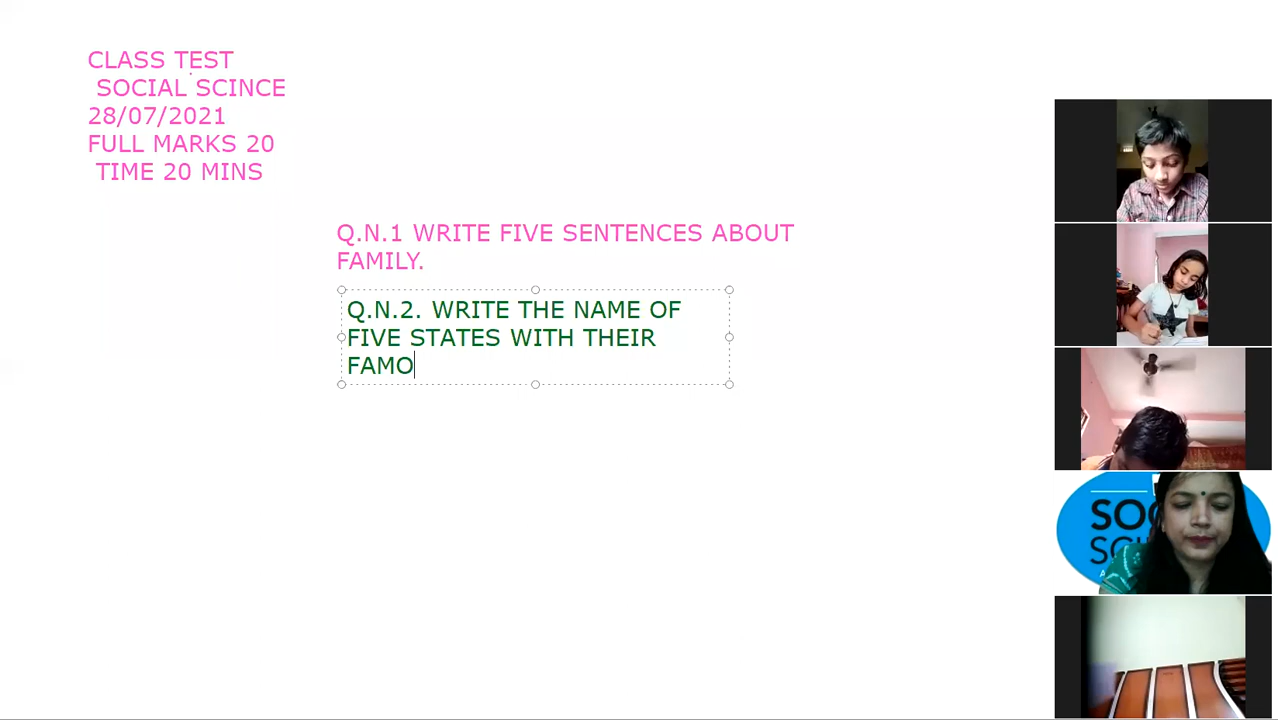 CLASS TEST
SOCIAL SCINCE
28/07/2021
FULL MARKS 20
TIME 20 MINS
Q.N.1 WRITE FIVE SENTENCES ABOUT
FAMILY.
Q.N.2. WRITE THE NAME OF
FIVE STATES WITH THEIR
FAMO